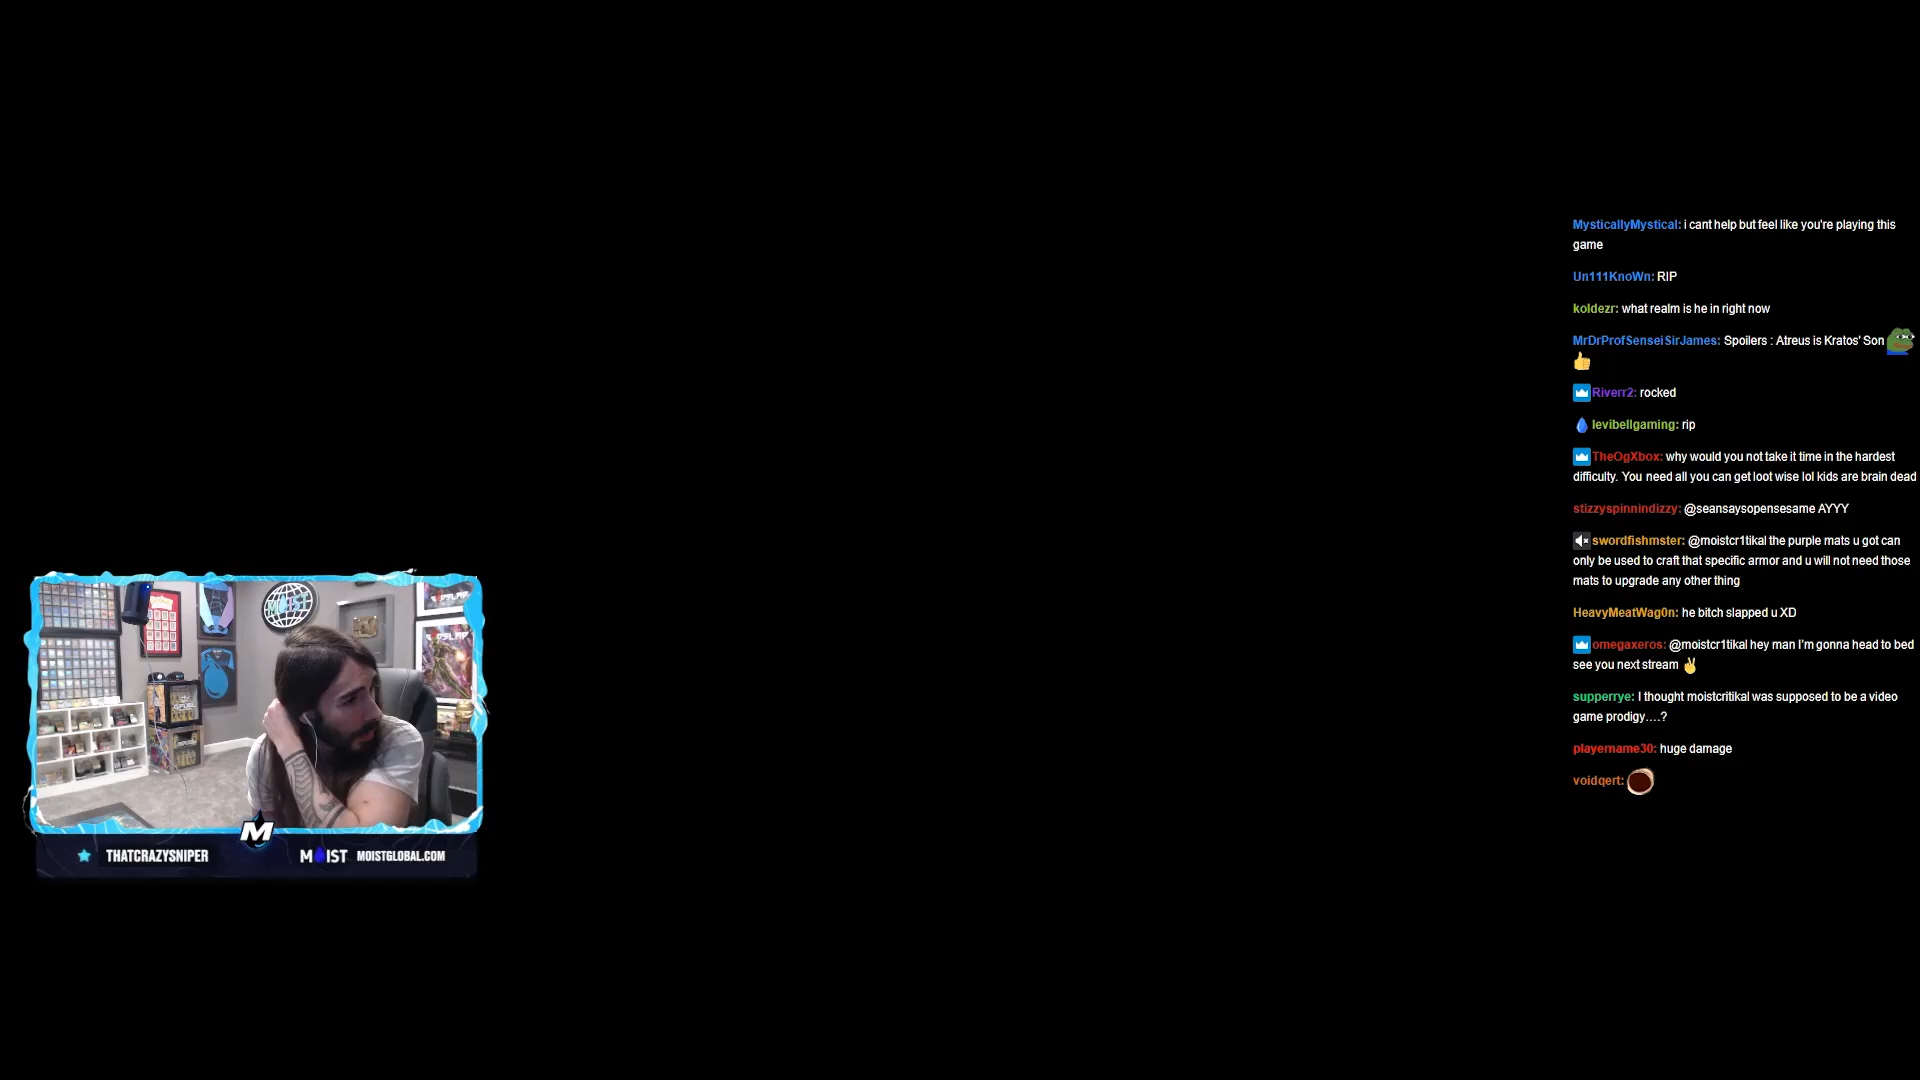 MysticallyMystical: i cant help but feel like you're playing this
game
Un111KnoWn: RIP
koldezr: what realm is he in right now
MrDrProfSenseiSirJames: Spoilers : Atreus is Kratos' Son
Riverr2: rocked
levibellgaming: rip
TheOgXbox: why would you not take it time in the hardest
difficulty. You need all you can get loot wise lol kids are brain dead
stizzyspinnindizzy: @seansaysopensesame AYYY
swordfishmster: @moistcr1tikal the purple mats u got can
only be used to craft that specific armor and u will not need those
mats to upgrade any other thing
HeavyMeatWag0n: he bitch slapped u XD
omegaxeros: @moistcr1tikal hey man I'm gonna head to bed
see you next stream ✌
supperrye: I thought moistcritikal was supposed to be a video
game prodigy....?
playername30: huge damage
voidqert:
MOIST
GODSLAP
GFUEL
M
THATCRAZYSNIPER
MOIST MOISTGLOBAL.COM